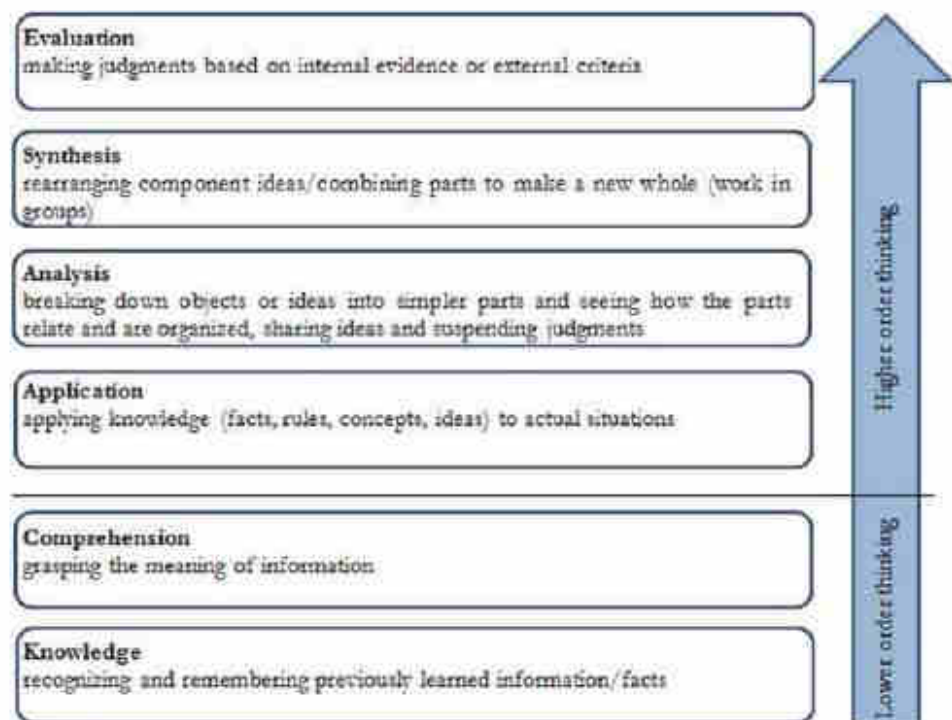 Evaluation
making judgments based on internal evidence or external criteria
Synthesis
rearranging component ideas/combining parts to make a new whole (work in
groups)
Analysis
breaking down objects or ideas into simpler parts and seeing how the parts
relate and are organized, sharing ideas and suspending judgments
Application
applying knowledge (facts, rules, concepts, ideas) to actual situations
Comprehension
grasping the meaning of information
Knowledge
recognizing and remembering previously learned information/facts
Higher order thinking
Lower order thinking